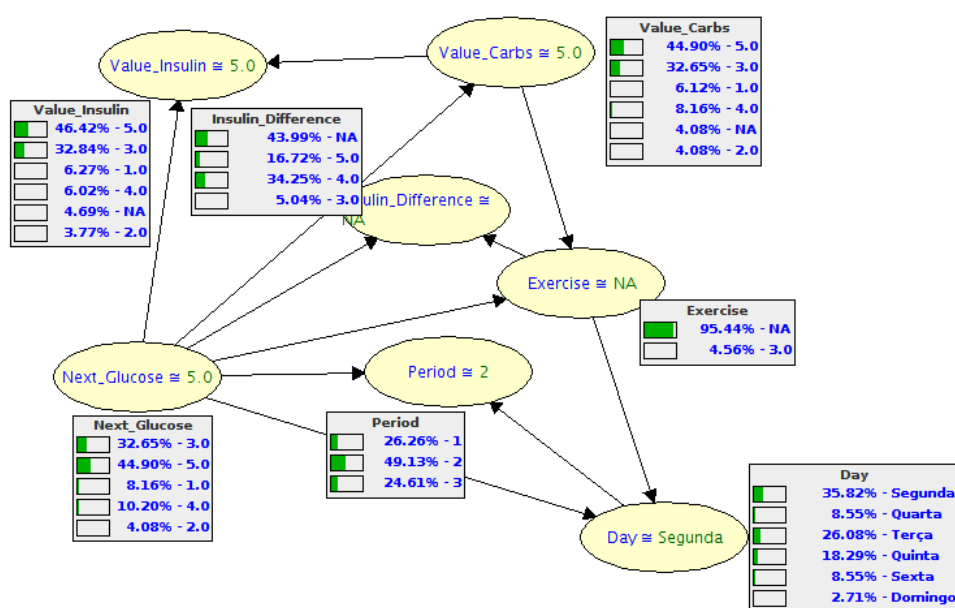 Value_Carbs
44.90% - 5.0
32.65% - 3.0
6.12% - 1.0
8.16% - 4.0
4.08% - NA
4.08% - 2.0
Value_Insulin ≅ 5.0
Value_Carbs ≅ 5.0
Value_Insulin
46.42% - 5.0
32.84% - 3.0
6.27% - 1.0
6.02% - 4.0
4.69% - NA
3.77% - 2.0
Insulin_Difference
43.99% - NA
16.72% - 5.0
34.25% - 4.0
5.04% - 3.0
ulin_Difference ≅
NA
Exercise ≅ NA
Exercise
95.44% - NA
4.56% - 3.0
Next_Glucose ≅ 5.0
Period ≅ 2
Next_Glucose
32.65% - 3.0
44.90% - 5.0
8.16% - 1.0
10.20% - 4.0
4.08% - 2.0
Period
26.26% - 1
49.13% - 2
24.61% - 3
Day ≅ Segunda
Day
35.82% - Segunda
8.55% - Quarta
26.08% - Terça
18.29% - Quinta
8.55% - Sexta
2.71% - Domingo